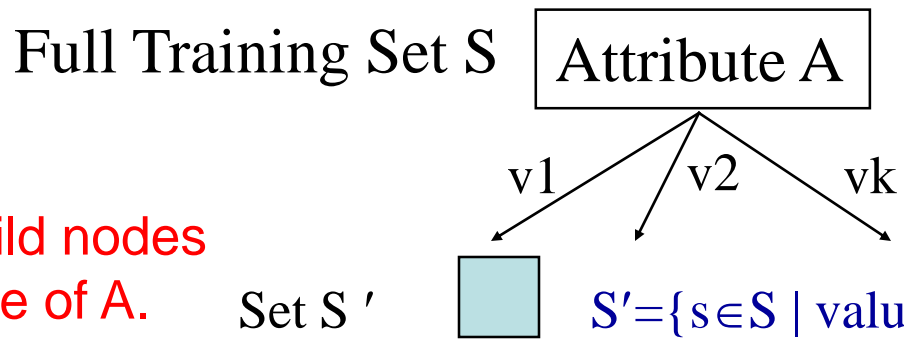 Full Training Set S
Attribute A
v1 v2 vk
ild nodes
e of A.
Set S ′
S′={s∈S | valu